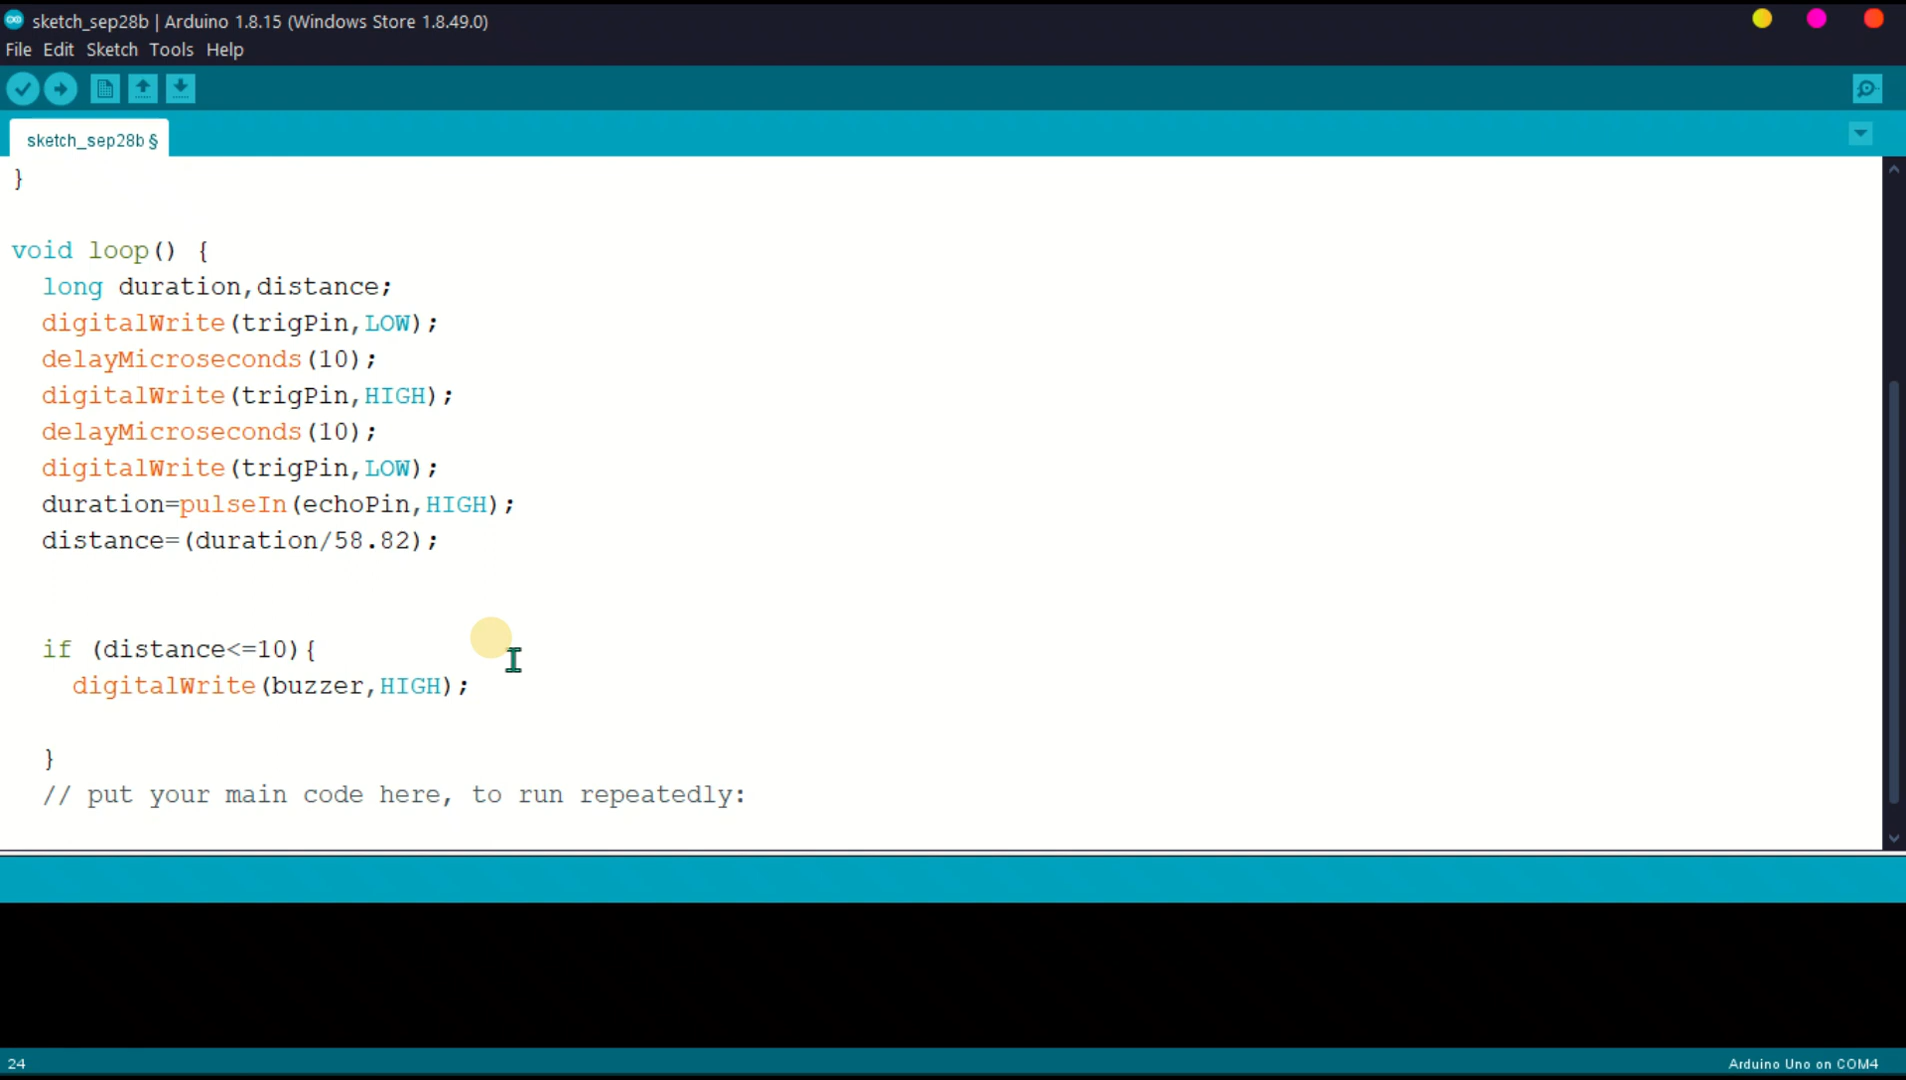 sketch_sep28b | Arduino 1.8.15 (Windows Store 1.8.49.0)
File Edit Sketch Tools Help
sketch_sep28b §
}
void loop() {
long duration,distance;
digitalWrite(trigPin,LOW);
delayMicroseconds(10);
digitalWrite(trigPin,HIGH);
delayMicroseconds(10);
digitalWrite(trigPin,LOW);
duration=pulseIn(echoPin,HIGH);
distance=(duration/58.82);
if (distance<=10){
digitalWrite(buzzer,HIGH);
}
// put your main code here, to run repeatedly:
24
Arduino Uno on COM4